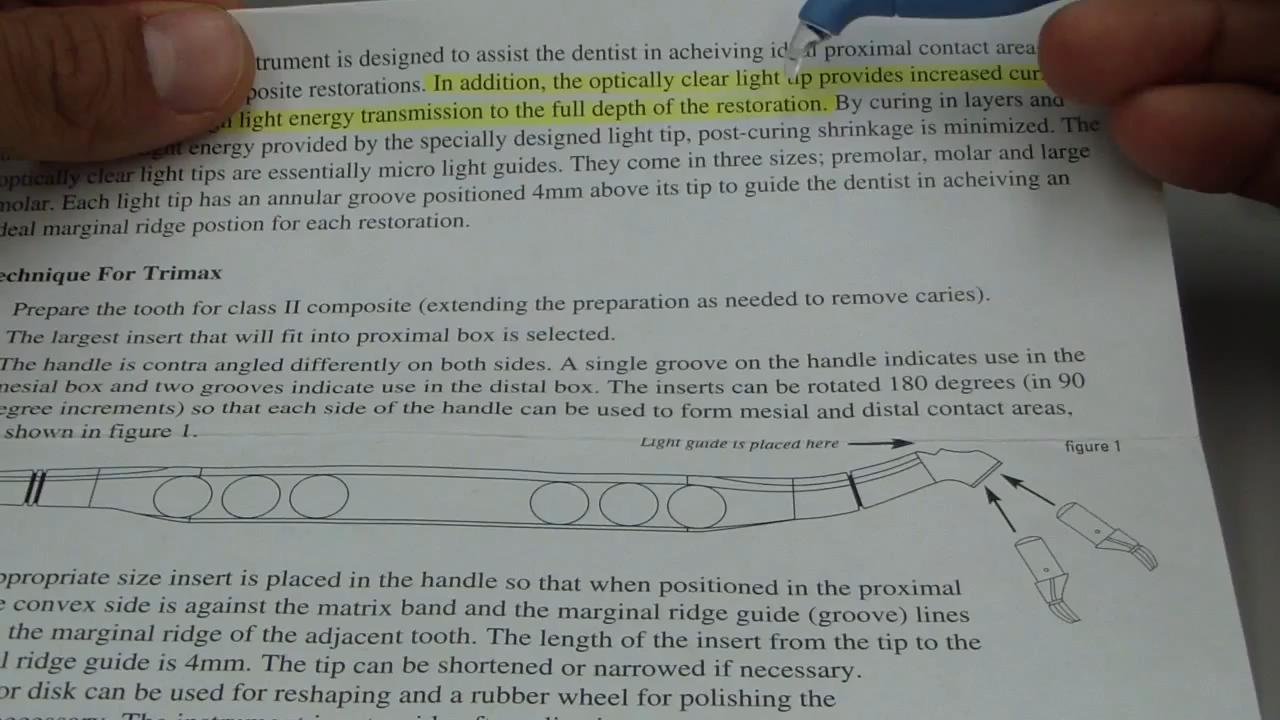 trument is designed to assist the dentist in acheiving proximal contact area
posite restorations. In addition, the optically clear light tip provides increased
light energy transmission to the full depth of the restoration. By curing in layers and
energy provided by the specially designed light tip, post-curing shrinkage is minimized. The
optically clear light tips are essentially micro light guides. They come in three sizes; premolar, molar and large
molar. Each light tip has an annular groove positioned 4mm above its tip to guide the dentist in acheiving an
deal marginal ridge postion for each restoration.
echnique For Trimax
Prepare the tooth for class II composite (extending the preparation as needed to remove caries).
The largest insert that will fit into proximal box is selected.
The handle is contra angled differently on both sides. A single groove on the handle indicates use in the
mesial box and two grooves indicate use in the distal box. The inserts can be rotated 180 degrees (in 90
egree increments) so that each side of the handle can be used to form mesial and distal contact areas,
shown in figure 1.
Light guide is placed here
figure 1
ppropriate size insert is placed in the handle so that when positioned in the proximal
e convex side is against the matrix band and the marginal ridge guide (groove) lines
the marginal ridge of the adjacent tooth. The length of the insert from the tip to the
l ridge guide is 4mm. The tip can be shortened or narrowed if necessary.
or disk can be used for reshaping and a rubber wheel for polishing the